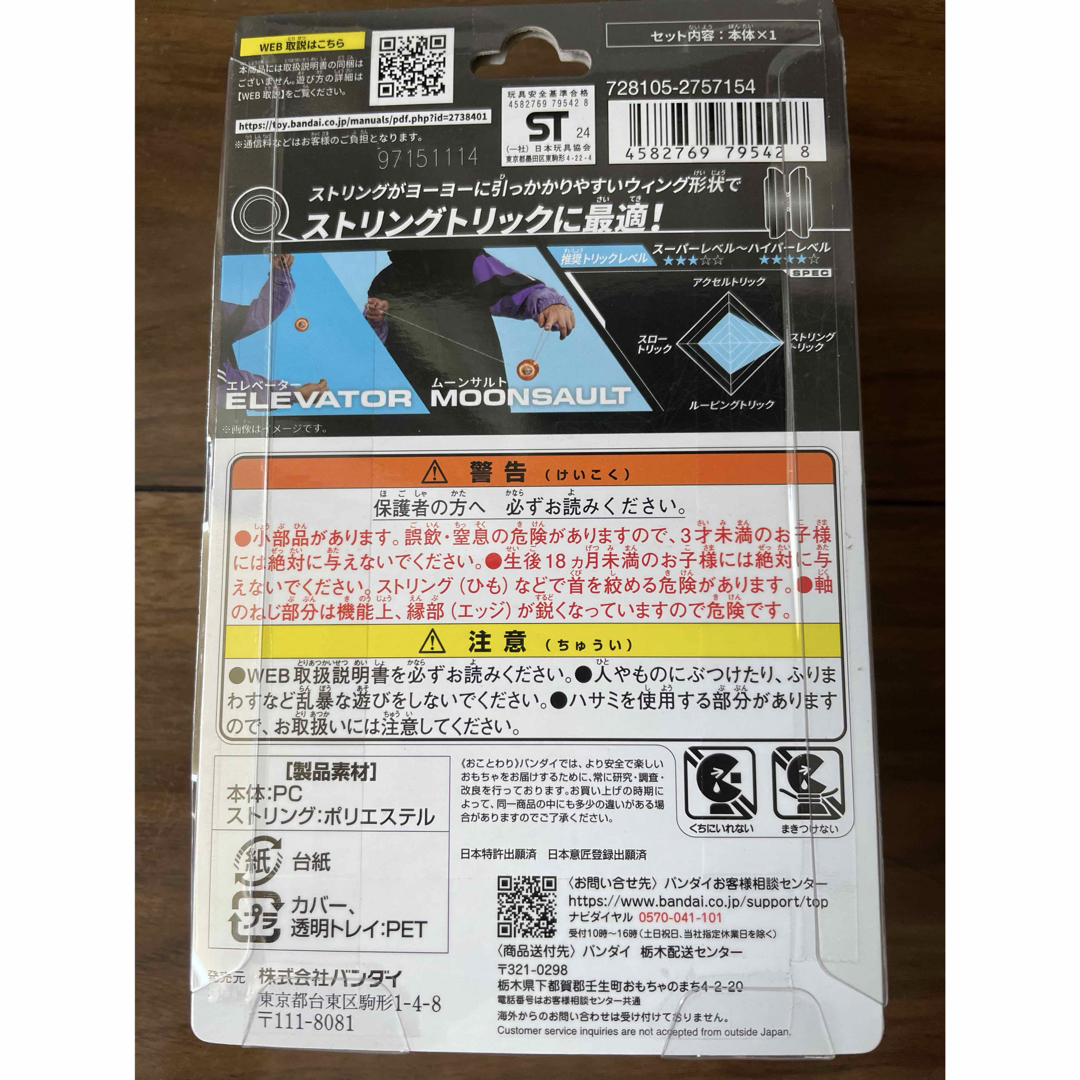 WEB 取説はこちら
本商品には取扱説明書の同梱は
ございません。遊び方の詳細は
【WEB 取説】をご覧ください。
https://toy.bandai.co.jp/manuals/pdf.php?id=2738401
※通信料などはお客様のご負担となります。
97151114
玩具安全基準合格
4582769 79542 8
ST 24
(一社) 日本玩具協会
東京都墨田区東駒形4-22-4
セット内容：本体×1
728105-2757154
4 582769 795428
ストリングがヨーヨーに引っかかりやすいウィング形状で
ストリングトリックに最適！
推奨トリックレベル
スーパーレベル～ハイパーレベル
★★★☆☆ ★★★★☆
SPEC
アクセルトリック
スロートリック
ストリングトリック
ルーピングトリック
エレベーター
ELEVATOR
ムーンサルト
MOONSAULT
※画像はイメージです。
警告（けいこく）
保護者の方へ 必ずお読みください。
●小部品があります。誤飲・窒息の危険がありますので、3才未満のお子様
には絶対に与えないでください。●生後18ヵ月未満のお子様には絶対に与
えないでください。ストリング（ひも）などで首を絞める危険があります。●軸
のねじ部分は機能上、縁部（エッジ）が鋭くなっていますので危険です。
注意（ちゅうい）
●WEB取扱説明書を必ずお読みください。●人やものにぶつけたり、ふりま
わすなど乱暴な遊びをしないでください。●ハサミを使用する部分があります
ので、お取扱いには注意してください。
【製品素材】
本体：PC
ストリング：ポリエステル
紙 台紙
プラ カバー、
透明トレイ：PET
《おことわり》バンダイでは、より安全で楽しい
おもちゃをお届けするために、常に研究・調査・
改良を行っております。お買い上げの時期に
よって、同一商品の中にも多少の違いがある場
合がありますのでご了承ください。
くちにいれない
まきつけない
日本特許出願済 日本意匠登録出願済
〈お問い合せ先〉バンダイお客様相談センター
https://www.bandai.co.jp/support/top
ナビダイヤル 0570-041-101
受付10時～16時（土日祝日、当社指定休業日を除く）
〈商品送付先〉バンダイ 栃木配送センター
〒321-0298
栃木県下都賀郡壬生町おもちゃのまち4-2-20
電話番号はお客様相談センター共通
海外からのお問い合わせは受け付けておりません。
Customer service inquiries are not accepted from outside Japan.
発売元 株式会社バンダイ
東京都台東区駒形1-4-8
〒111-8081